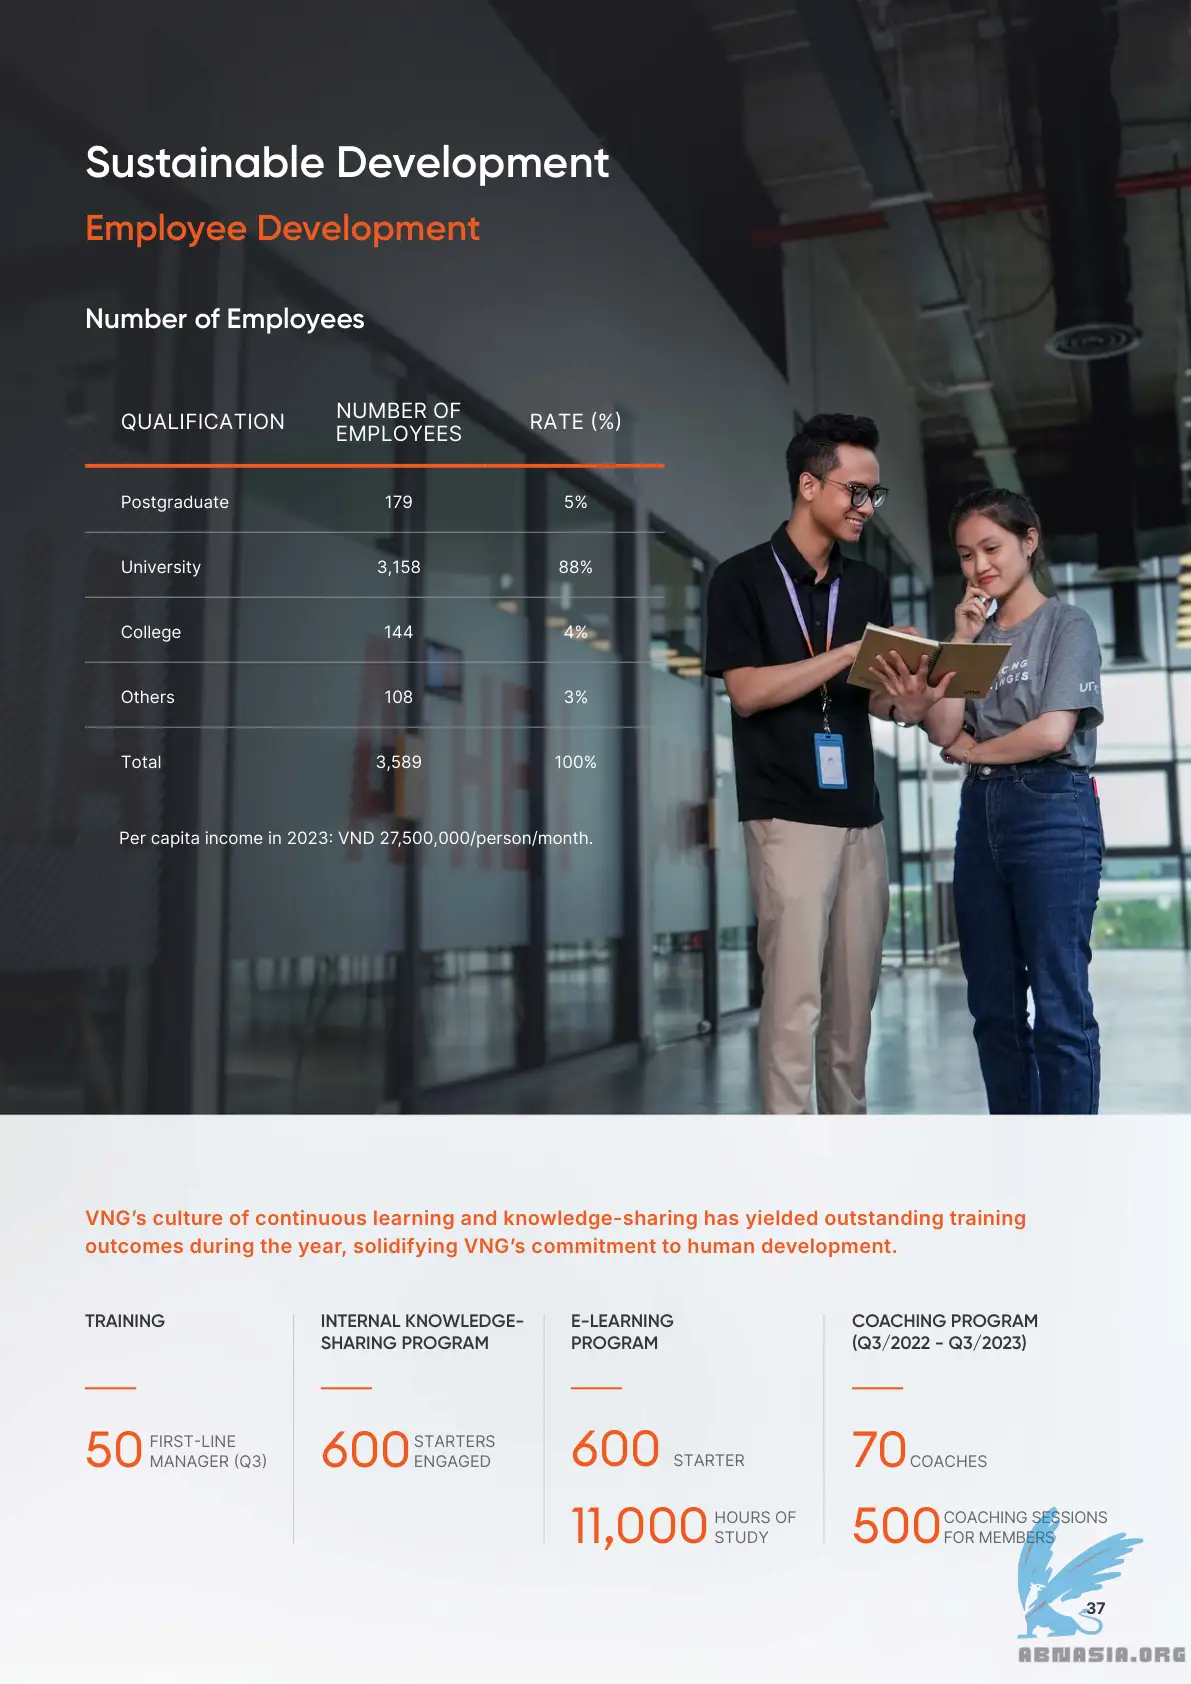 Sustainable Development
Employee Development
Number of Employees
QUALIFICATION NUMBER OF EMPLOYEES RATE (%)
Postgraduate 179 5%
University 3,158 88%
College 144 4%
Others 108 3%
Total 3,589 100%
Per capita income in 2023: VND 27,500,000/person/month.
VNG's culture of continuous learning and knowledge-sharing has yielded outstanding training
outcomes during the year, solidifying VNG's commitment to human development.
TRAINING
50 FIRST-LINE
MANAGER (Q3)
INTERNAL KNOWLEDGE-
SHARING PROGRAM
600 STARTERS
ENGAGED
E-LEARNING
PROGRAM
600 STARTER
11,000 HOURS OF
STUDY
COACHING PROGRAM
(Q3/2022 - Q3/2023)
70 COACHES
500 COACHING SESSIONS
FOR MEMBERS
37
ABNASIA.ORG